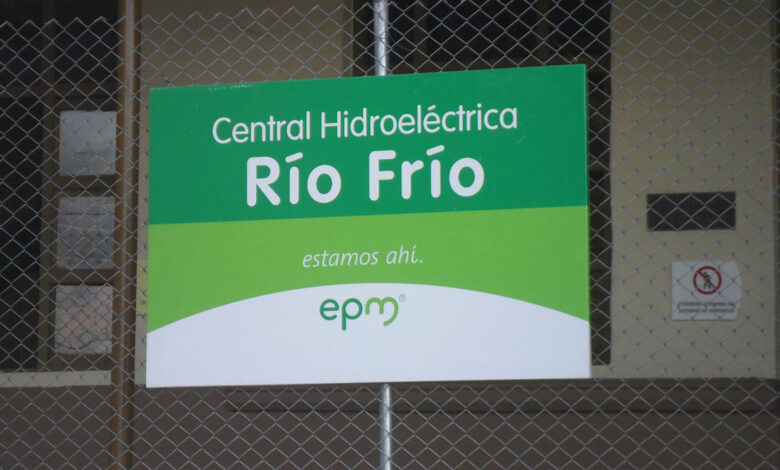 Central Hidroeléctrica
Río Frío
estamos ahí.
epm®